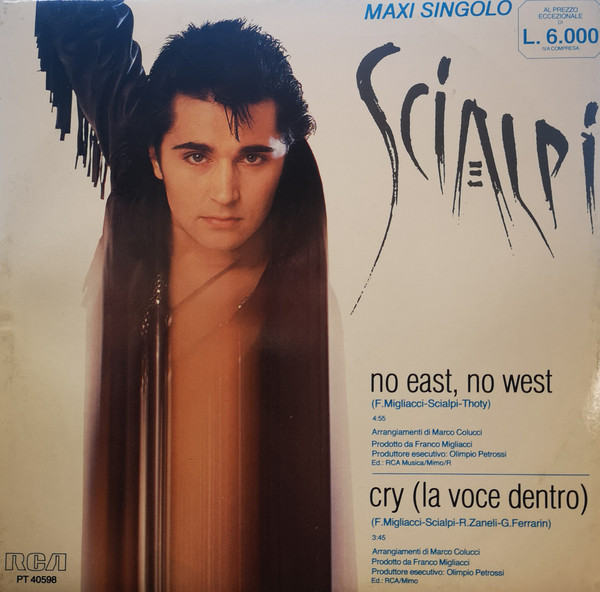 MAXI SINGOLO
AL PREZZO
ECCEZIONALE
DI
L. 6.000
IVA COMPRESA
SCIALPI
no east, no west
(F.Migliacci-Scialpi-Thoty)
4:55
Arrangiamenti di Marco Colucci
Prodotto da Franco Migliacci
Produttore esecutivo: Olimpio Petrossi
Ed.: RCA Musica/Mimo/R
cry (la voce dentro)
(F.Migliacci-Scialpi-R.Zaneli-G.Ferrarin)
3:45
Arrangiamenti di Marco Colucci
Prodotto da Franco Migliacci
Produttore esecutivo: Olimpio Petrossi
Ed.: RCA/Mimo
RCA
PT 40598